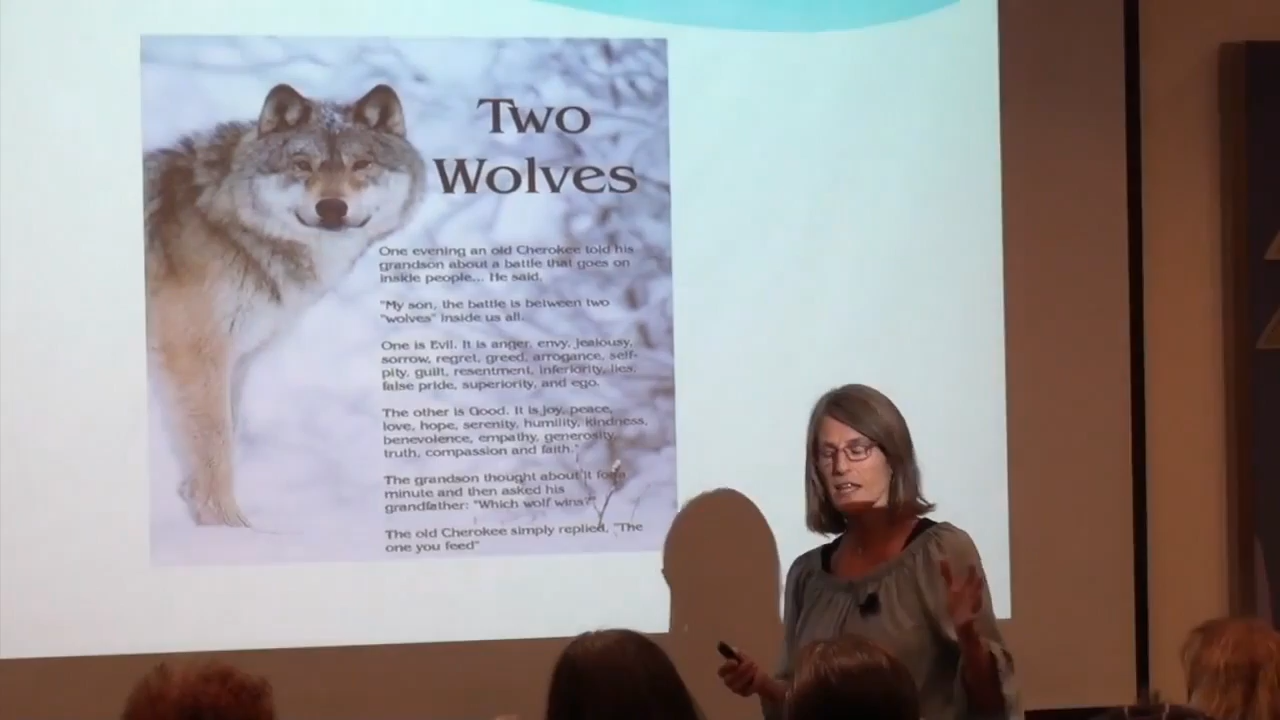 Two
Wolves
One evening an old Cherokee told his
grandson about a battle that goes on
inside people... He said,
"My son, the battle is between two
"wolves" inside us all.
One is Evil. It is anger, envy, jealousy,
sorrow, regret, greed, arrogance, self-
pity, guilt, resentment, inferiority, lies,
false pride, superiority, and ego.
The other is Good. It is joy, peace,
love, hope, serenity, humility, kindness,
benevolence, empathy, generosity,
truth, compassion and faith."
The grandson thought about it for a
minute and then asked his
grandfather: "Which wolf wins?"
The old Cherokee simply replied, "The
one you feed"